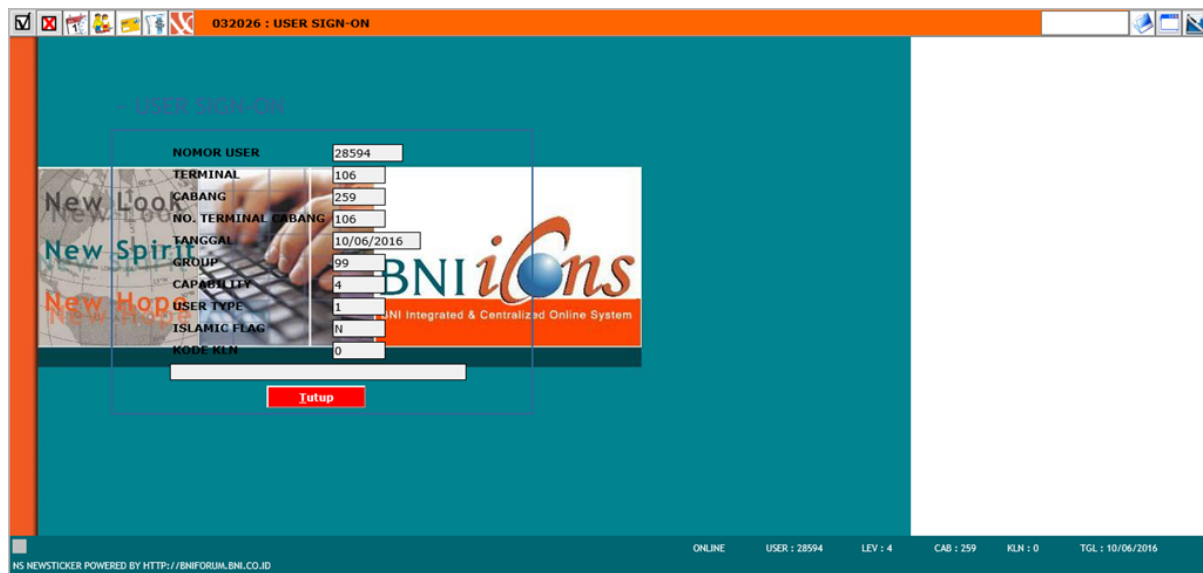 032026 : USER SIGN-ON
- USER SIGN-ON
NOMOR USER 28594
TERMINAL 106
CABANG 259
NO. TERMINAL CABANG 106
TANGGAL 10/06/2016
GROUP 99
CAPABILITY 4
USER TYPE 1
ISLAMIC FLAG N
KODE KLN 0
Tutup
New Look
New Spirit
New Hope
BNI icons
BNI Integrated & Centralized Online System
ONLINE USER : 28594 LEV : 4 CAB : 259 KLN : 0 TGL : 10/06/2016
NS NEWSTICKER POWERED BY HTTP://BNIFORUM.BNI.CO.ID